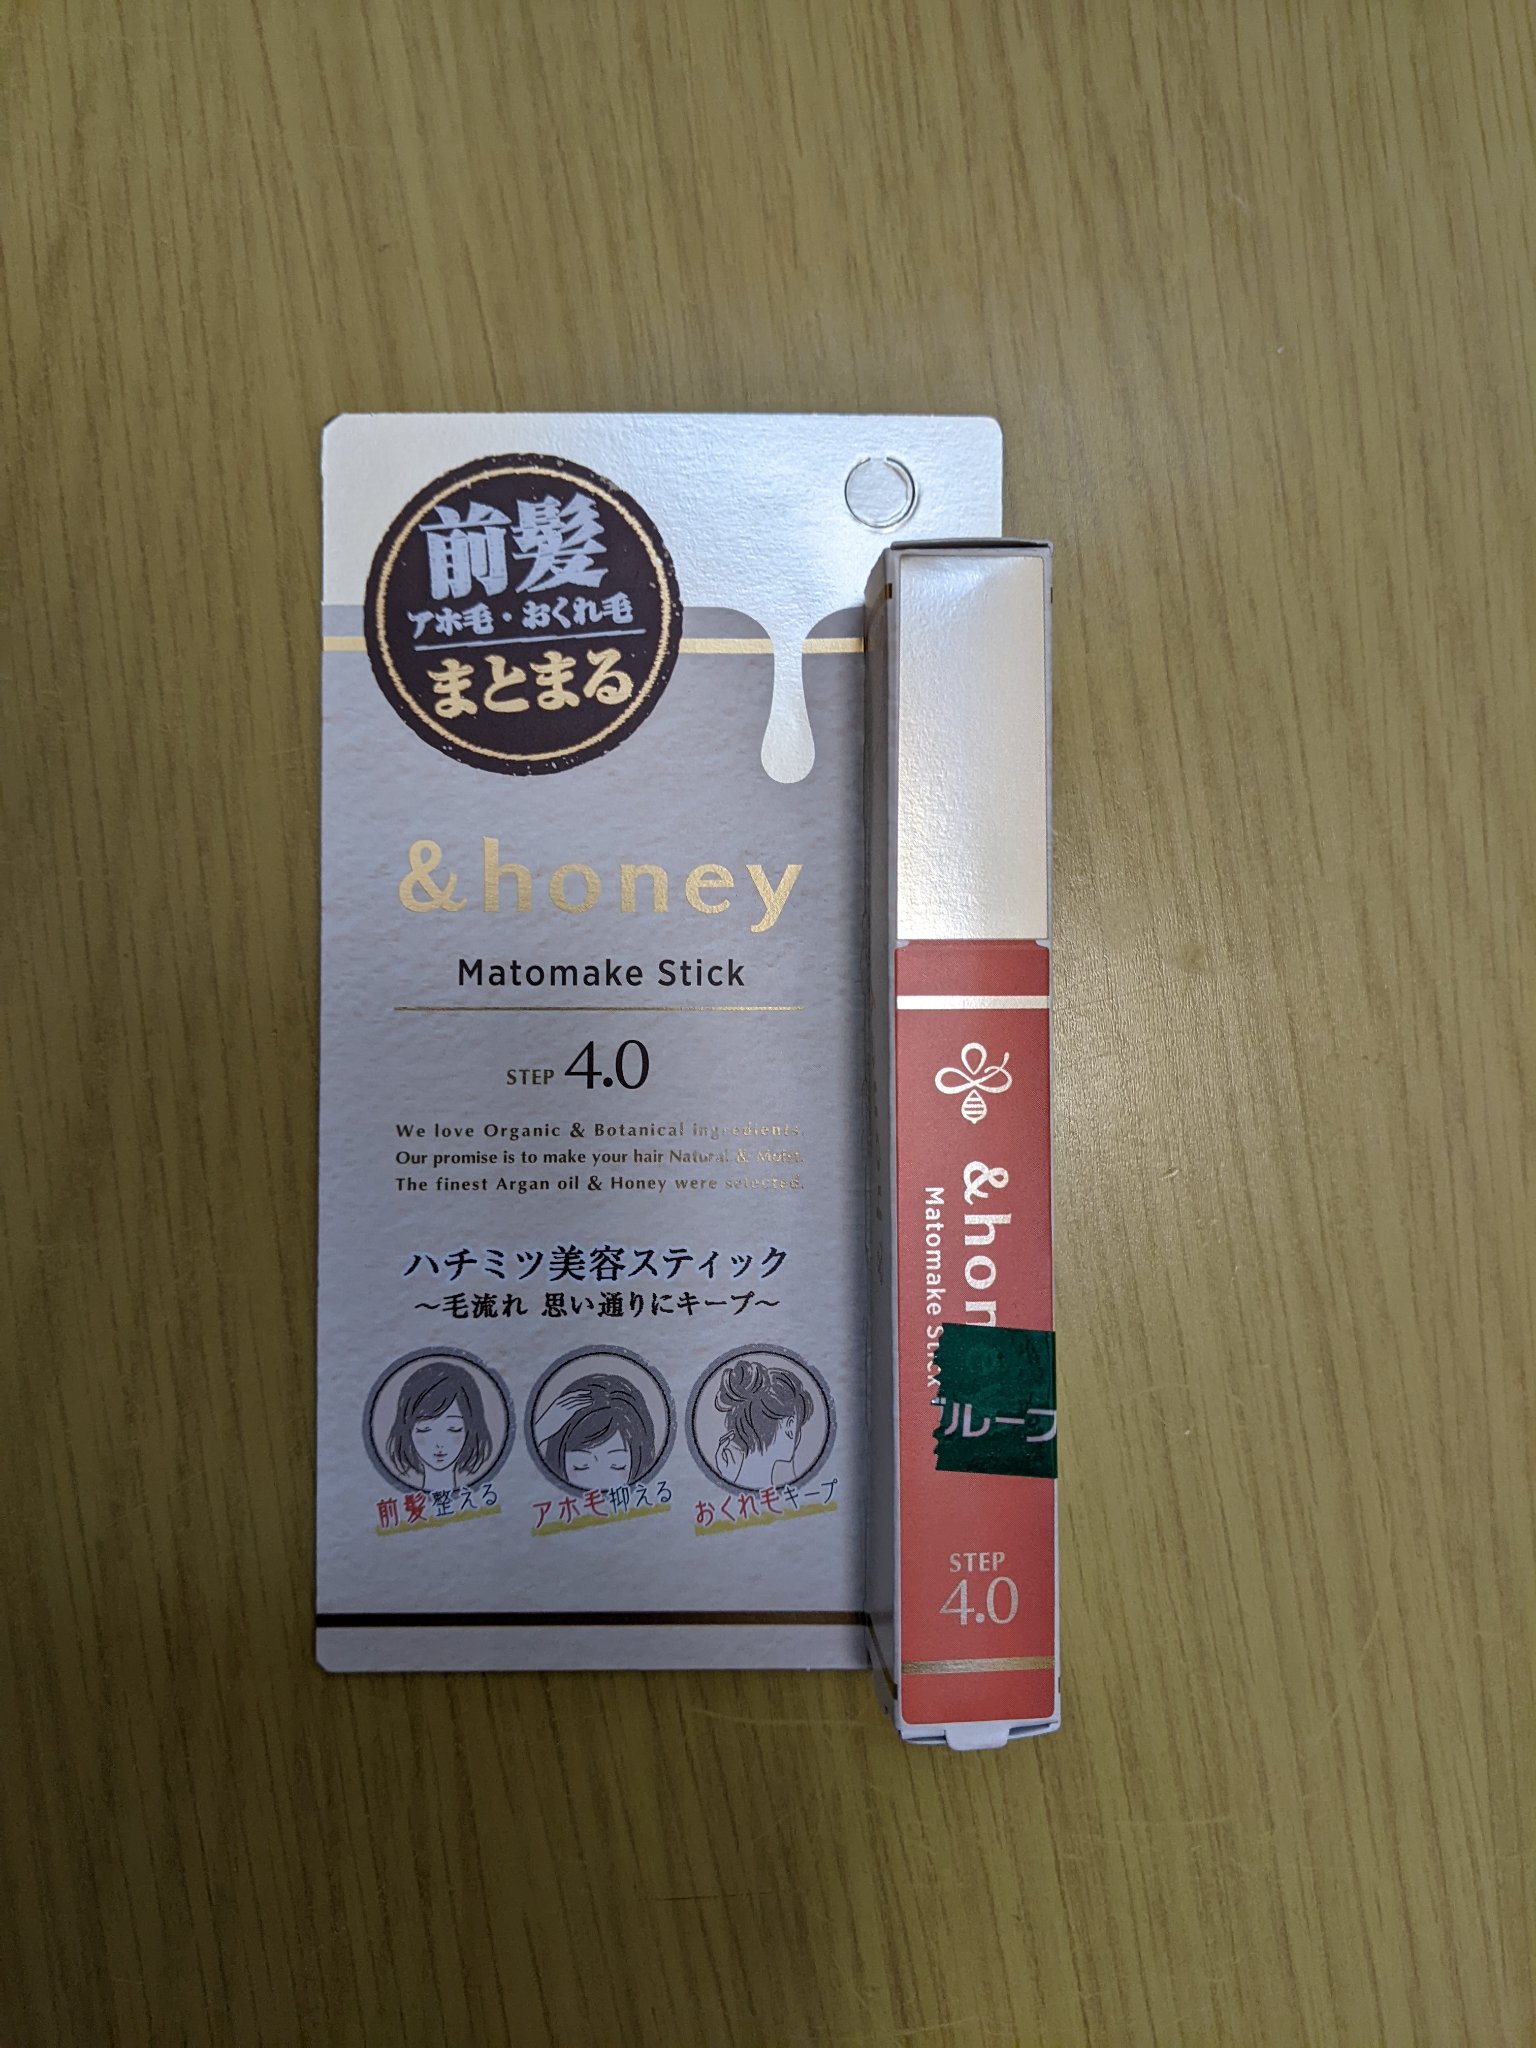 前髪
アホ毛・おくれ毛
まとまる
&honey
Matomake Stick
STEP 4.0
We love Organic & Botanical ingredients.
Our promise is to make your hair Natural & Moist.
The finest Argan oil & Honey were selected.
ハチミツ美容スティック
～毛流れ 思い通りにキープ～
前髪整える
アホ毛抑える
おくれ毛キープ
&hon
Matomake Stick
ループ
STEP
4.0